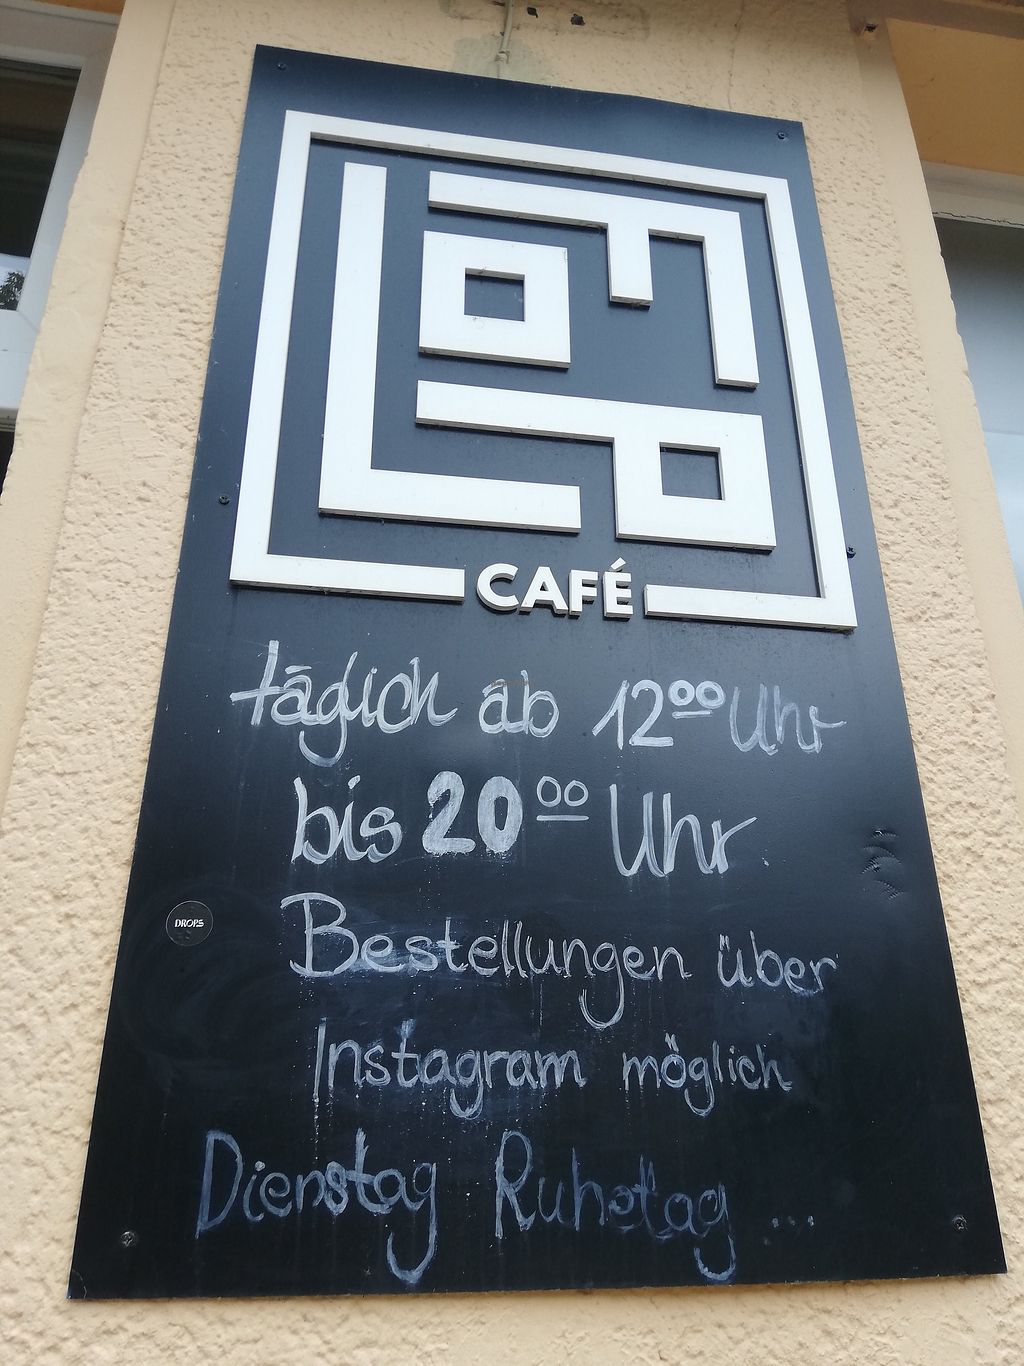 CAFÉ
täglich ab 12⁰⁰ Uhr
bis 20⁰⁰ Uhr
DROPS
Bestellungen über
Instagram möglich
Dienstag Ruhetag ...